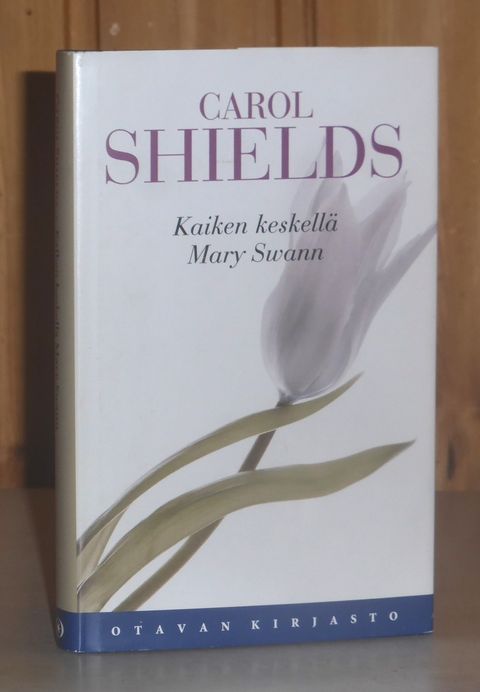 CAROL
SHIELDS
Kaiken keskellä
Mary Swann
OTAVAN KIRJASTO